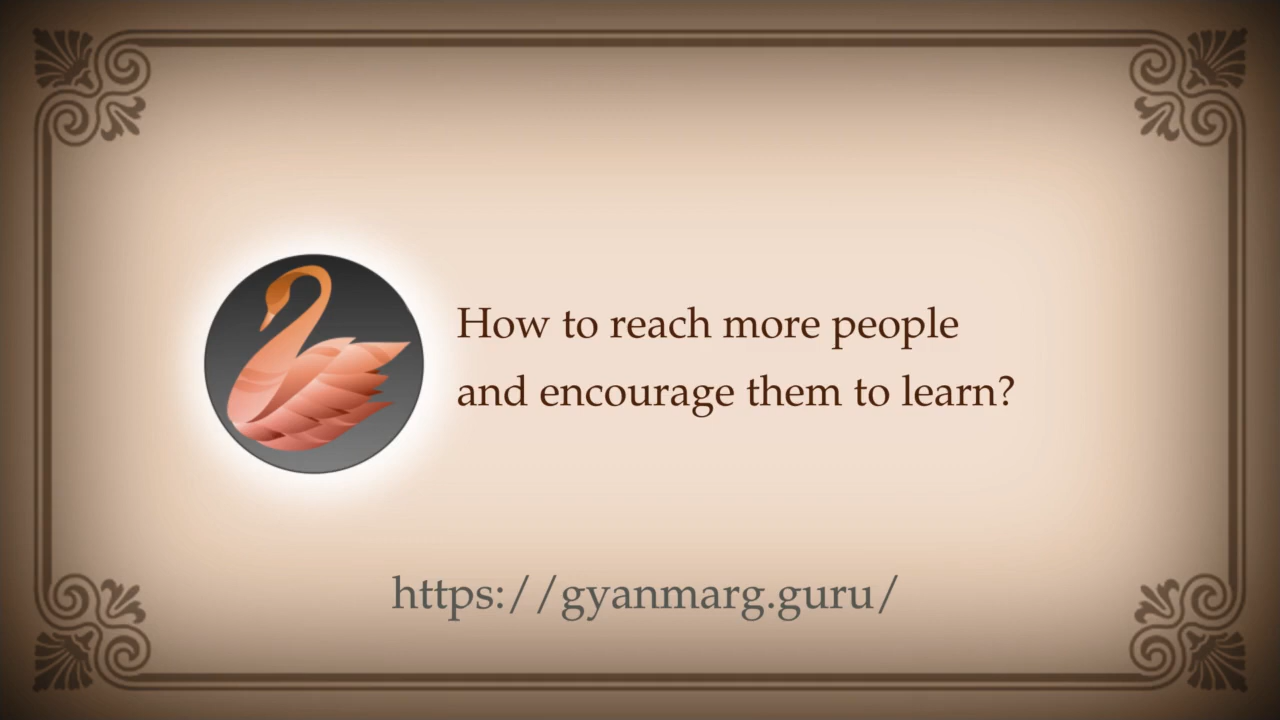 How to reach more people
and encourage them to learn?
https://gyanmarg.guru/